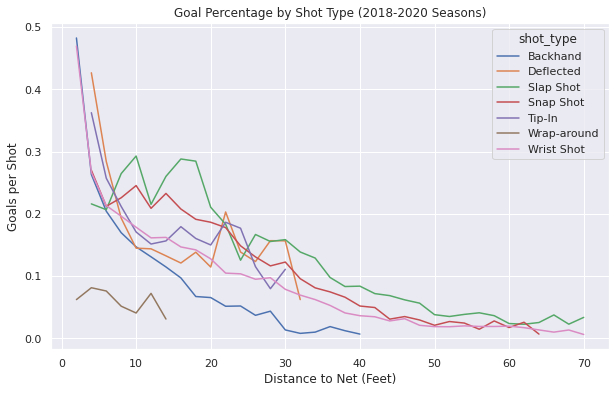 Goal Percentage by Shot Type (2018-2020 Seasons)
shot_type
Backhand
Deflected
Slap Shot
Snap Shot
Tip-In
Wrap-around
Wrist Shot
Goals per Shot
0.5
0.4
0.3
0.2
0.1
0.0
0 10 20 30 40 50 60 70
Distance to Net (Feet)